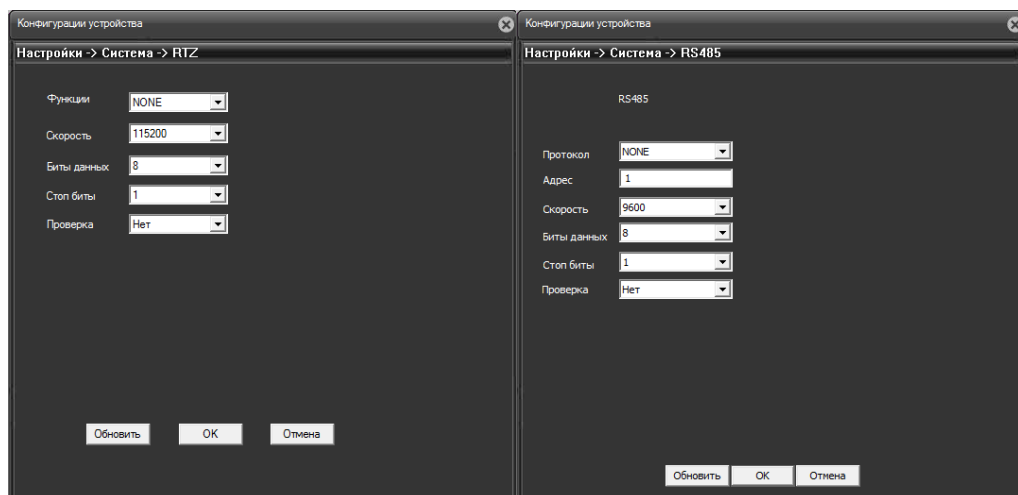 Конфигурации устройства
Настройки -> Система -> RTZ
Функции NONE
Скорость 115200
Биты данных 8
Стоп биты 1
Проверка Нет
Обновить OK Отмена
Конфигурации устройства
Настройки -> Система -> RS485
RS485
Протокол NONE
Адрес 1
Скорость 9600
Биты данных 8
Стоп биты 1
Проверка Нет
Обновить OK Отмена